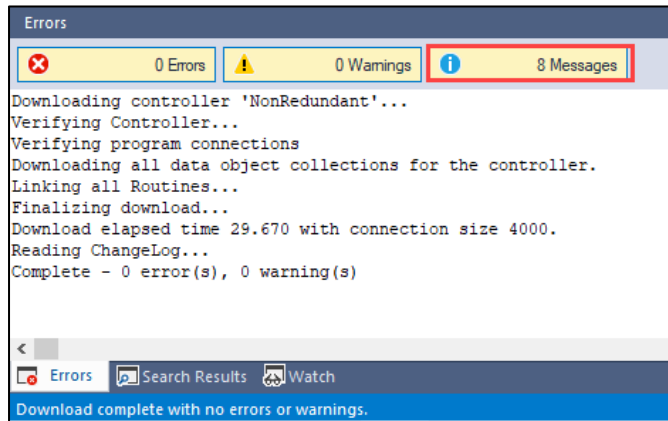 Errors
0 Errors 0 Warnings 8 Messages
Downloading controller 'NonRedundant'...
Verifying Controller...
Verifying program connections
Downloading all data object collections for the controller.
Linking all Routines...
Finalizing download...
Download elapsed time 29.670 with connection size 4000.
Reading ChangeLog...
Complete - 0 error(s), 0 warning(s)
Errors Search Results Watch
Download complete with no errors or warnings.